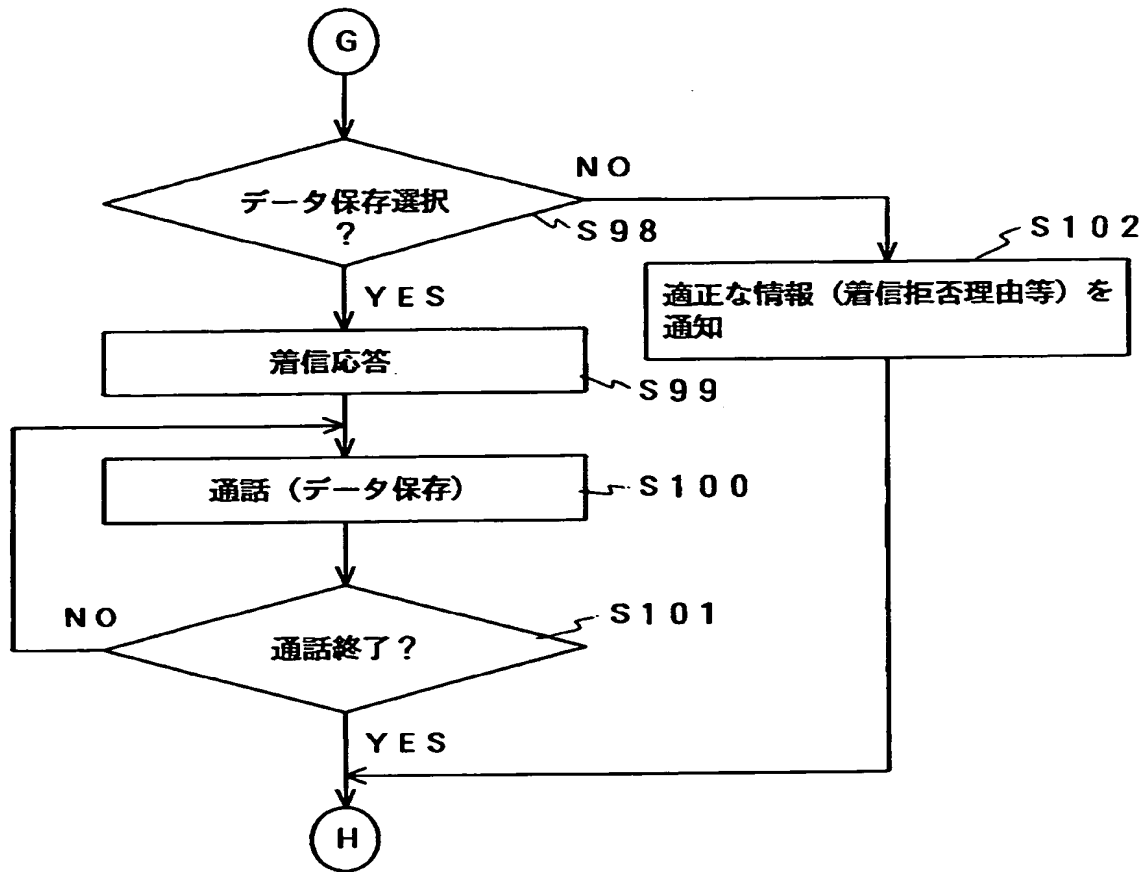 G
データ保存選択
?
NO
S98
S102
YES
適正な情報(着信拒否理由等)を
通知
着信応答
S99
通話(データ保存)
S100
NO
S101
通話終了?
YES
H